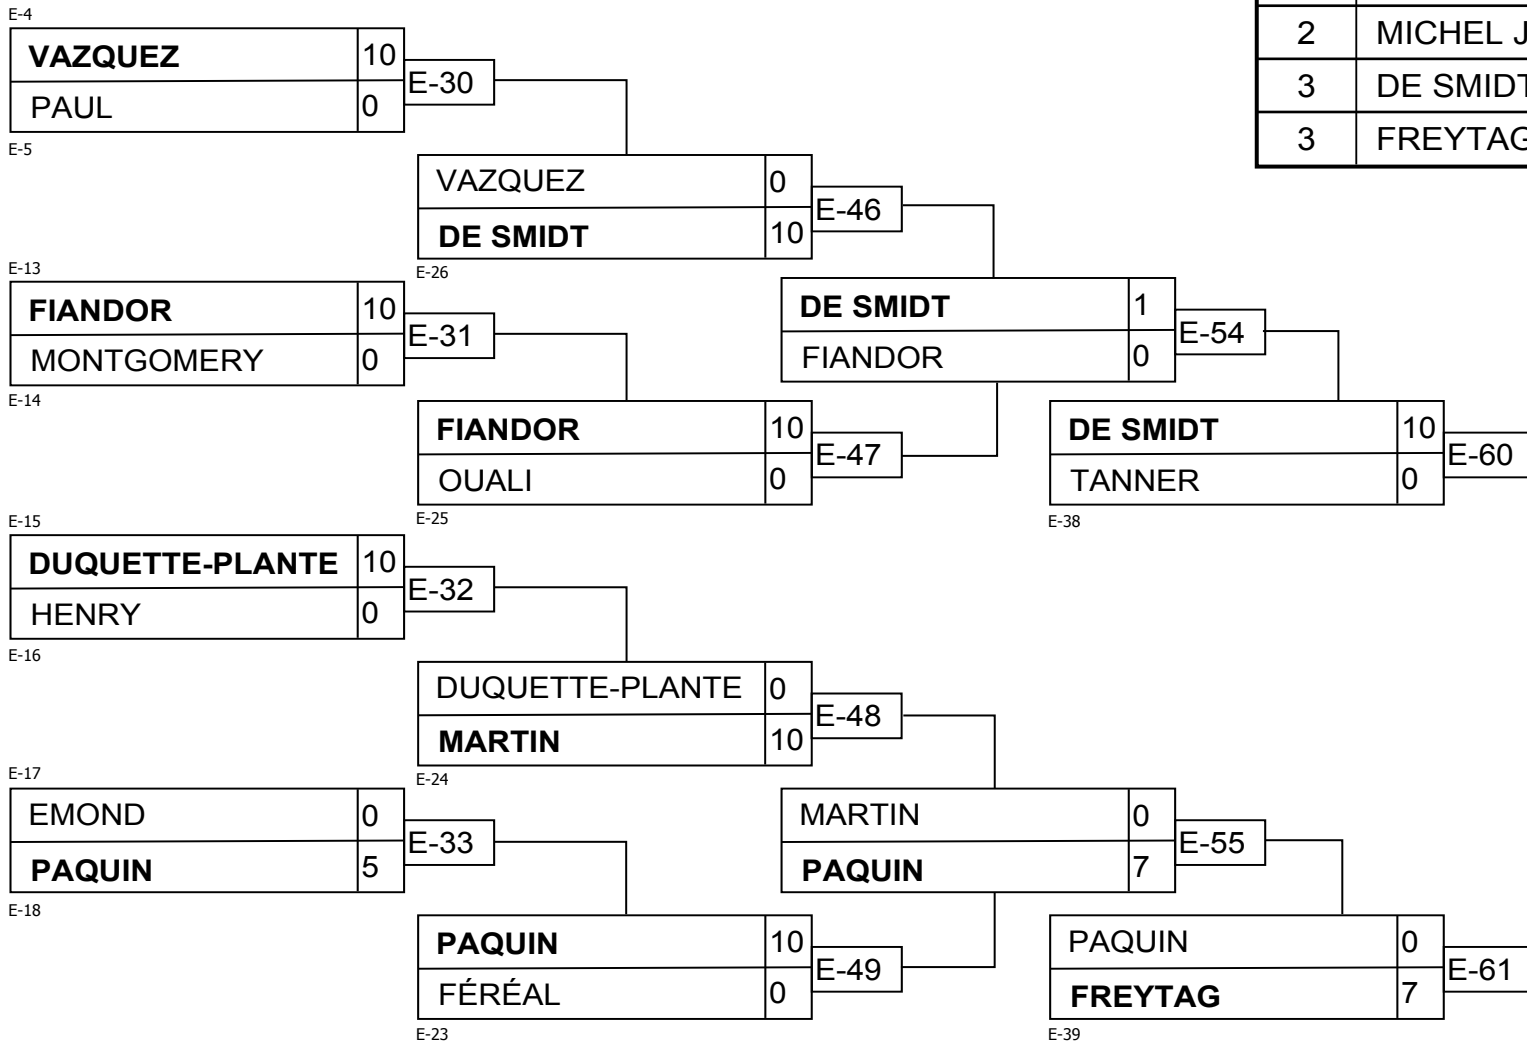 E-4
VAZQUEZ 10
PAUL 0
E-30
E-5
2 MICHEL J
3 DE SMIDT
3 FREYTAG
VAZQUEZ 0
DE SMIDT 10
E-46
E-26
E-13
FIANDOR 10
MONTGOMERY 0
E-31
E-14
DE SMIDT 1
FIANDOR 0
E-54
FIANDOR 10
OUALI 0
E-47
E-25
DE SMIDT 10
TANNER 0
E-60
E-38
E-15
DUQUETTE-PLANTE 10
HENRY 0
E-32
E-16
DUQUETTE-PLANTE 0
MARTIN 10
E-48
E-24
E-17
EMOND 0
PAQUIN 5
E-33
E-18
MARTIN 0
PAQUIN 7
E-55
PAQUIN 10
FÉRÉAL 0
E-49
E-23
PAQUIN 0
FREYTAG 7
E-61
E-39